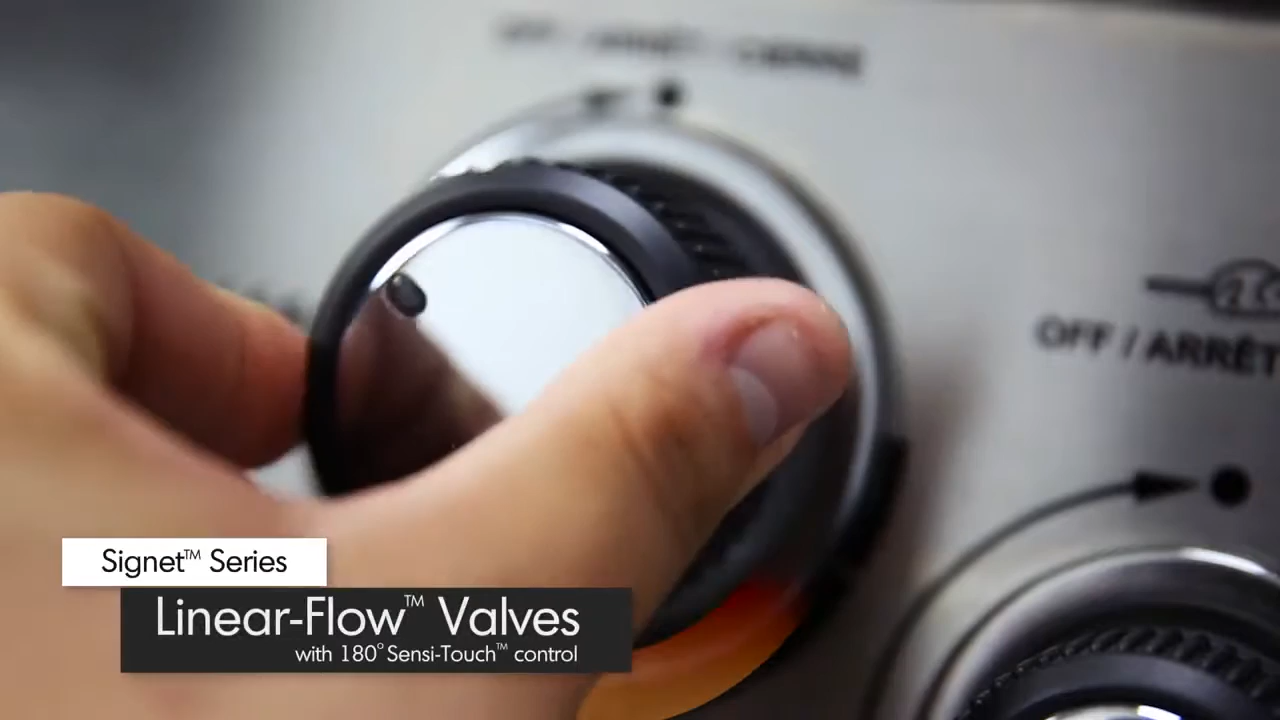 OFF / ARRÊT
Signet™ Series
Linear-Flow™ Valves
with 180° Sensi-Touch™ control